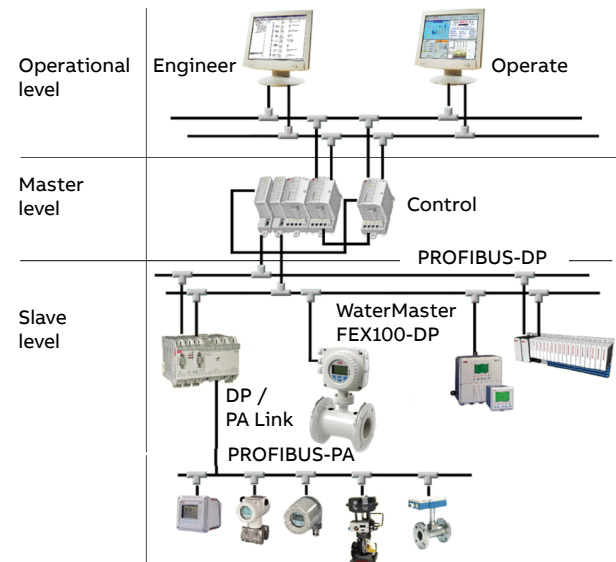 Operational
level
Engineer
Operate
Master
level
Control
PROFIBUS-DP
Slave
level
WaterMaster
FEX100-DP
DP /
PA Link
PROFIBUS-PA